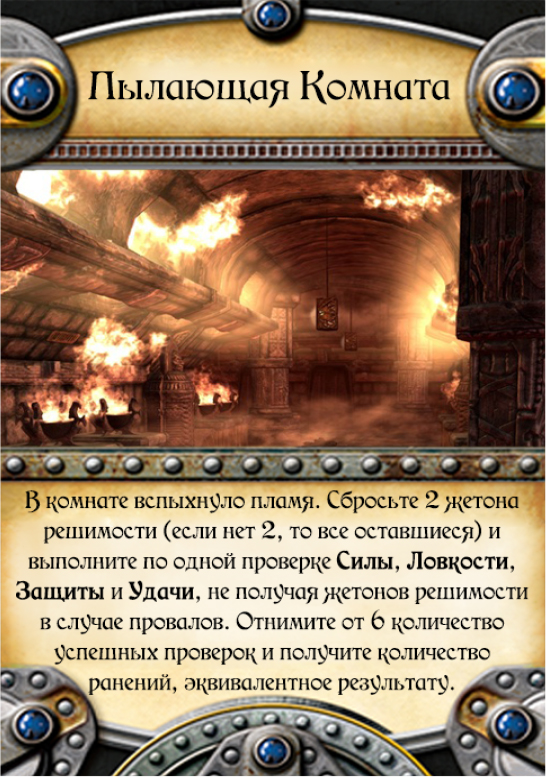 Пылающая Комната
В комнате вспыхнуло пламя. Сбросьте 2 жетона
решимости (если нет 2, то все оставшиеся) и
выполните по одной проверке Силы, Ловкости,
Защиты и Удачи, не получая жетонов решимости
в случае провалов. Отнимите от 6 количество
успешных проверок и получите количество
ранений, эквивалентное результату.